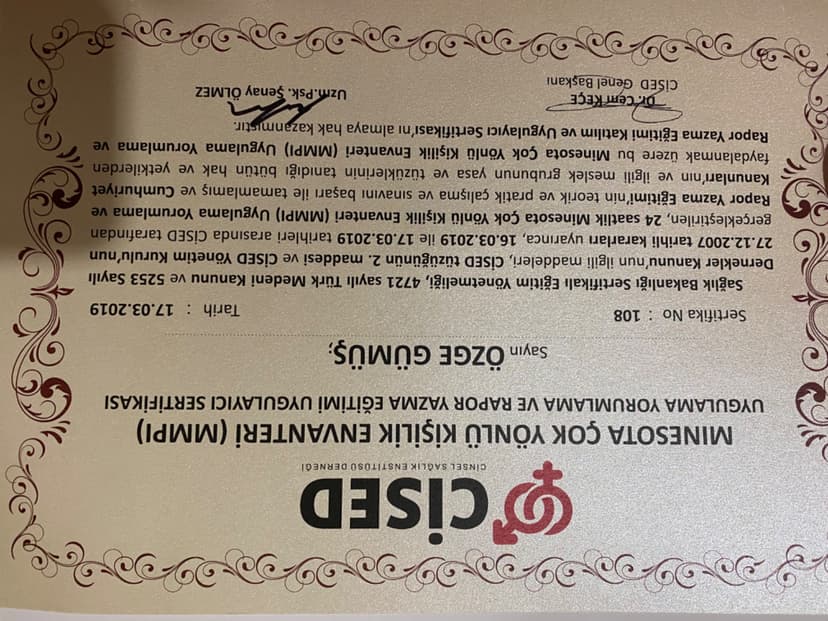 CİSED
CİNSEL SAĞLIK ENSTİTÜSÜ DERNEĞİ
MINESOTA ÇOK YÖNLÜ KİŞİLİK ENVANTERİ (MIMPI)
UYGULAMA YORUMLAMA VE RAPOR YAZMA EĞİTİMİ UYGULAYICI SERTİFİKASI
Sayın ÖZGE GÜMÜŞ;
Sertifika No : 108 Tarih : 17.03.2019
Sağlık Bakanlığı Sertifikalı Eğitim Yönetmeliği, 4721 sayılı Türk Medeni Kanunu ve 5253 Sayılı
Dernekler Kanunu'nun ilgili maddeleri, CİSED tüzüğünün 2. maddesi ve CİSED Yönetim Kurulu'nun
27.12.2007 tarihli kararları uyarınca, 16.03.2019 ile 17.03.2019 tarihleri arasında CİSED tarafından
gerçekleştirilen, 24 saatlik Minesota Çok Yönlü Kişilik Envanteri (MIMPI) Uygulama Yorumlama ve
Rapor Yazma Eğitimi'nin teorik ve pratik çalışma ve sınavını başarı ile tamamlamış ve Cumhuriyet
Kanunları'nın ve ilgili meslek grubunun yasa ve tüzüklerinin tanıdığı bütün hak ve yetkilerden
faydalanmak üzere bu Minesota Çok Yönlü Kişilik Envanteri (MIMPI) Uygulama Yorumlama ve
Rapor Yazma Eğitimi Katılım ve Uygulayıcı Sertifikası'nı almaya hak kazanmıştır.
Dr. Cem KEÇE Uzm.Psk. Şenay ÖLMEZ
CİSED Genel Başkanı